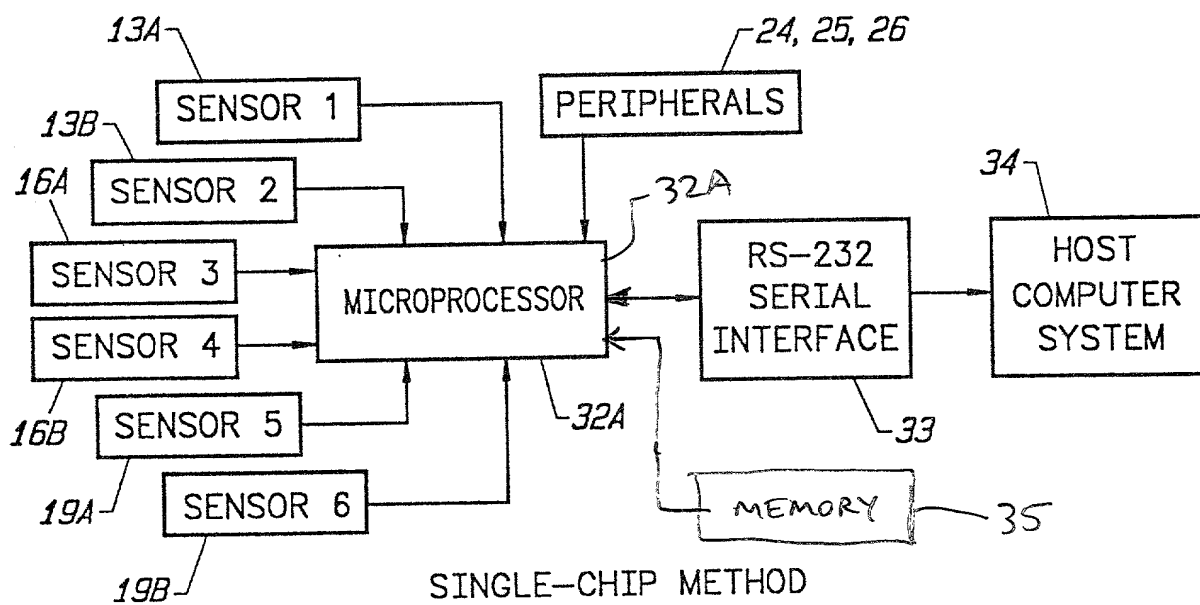 13A
24, 25, 26
SENSOR 1
PERIPHERALS
13B
SENSOR 2
16A
32A
34
SENSOR 3
MICROPROCESSOR
RS-232
SERIAL
INTERFACE
HOST
COMPUTER
SYSTEM
SENSOR 4
16B
SENSOR 5
32A
33
19A
SENSOR 6
MEMORY
35
19B
SINGLE-CHIP METHOD